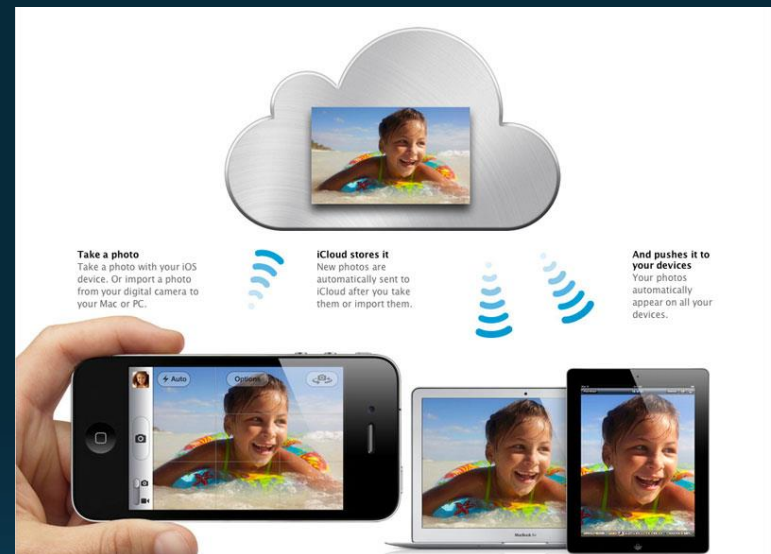 Take a photo
Take a photo with your iOS
device. Or import a photo
from your digital camera to
your Mac or PC.
iCloud stores it
New photos are
automatically sent to
iCloud after you take
them or import them.
And pushes it to
your devices
Your photos
automatically
appear on all your
devices.
Auto
Options
MacBook Air